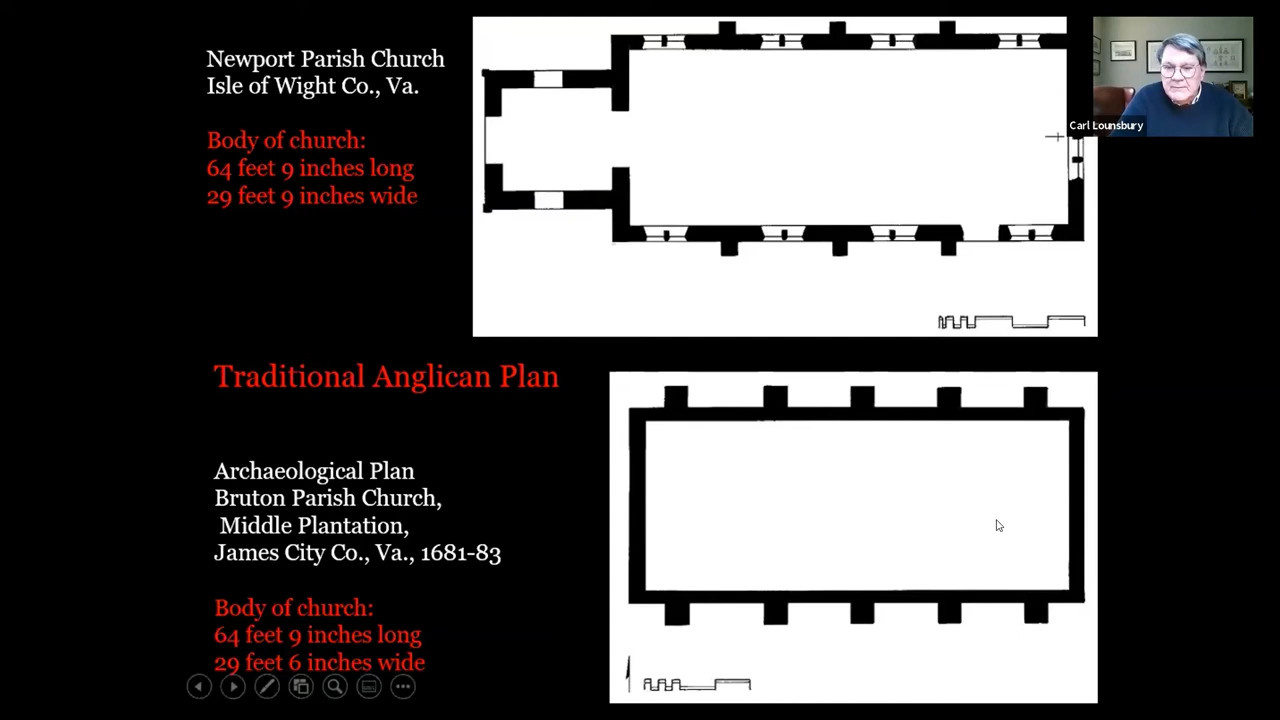 Newport Parish Church
Isle of Wight Co., Va.
Body of church:
64 feet 9 inches long
29 feet 9 inches wide
Carl Lounsbury
Traditional Anglican Plan
Archaeological Plan
Bruton Parish Church,
Middle Plantation,
James City Co., Va., 1681-83
Body of church:
64 feet 9 inches long
29 feet 6 inches wide